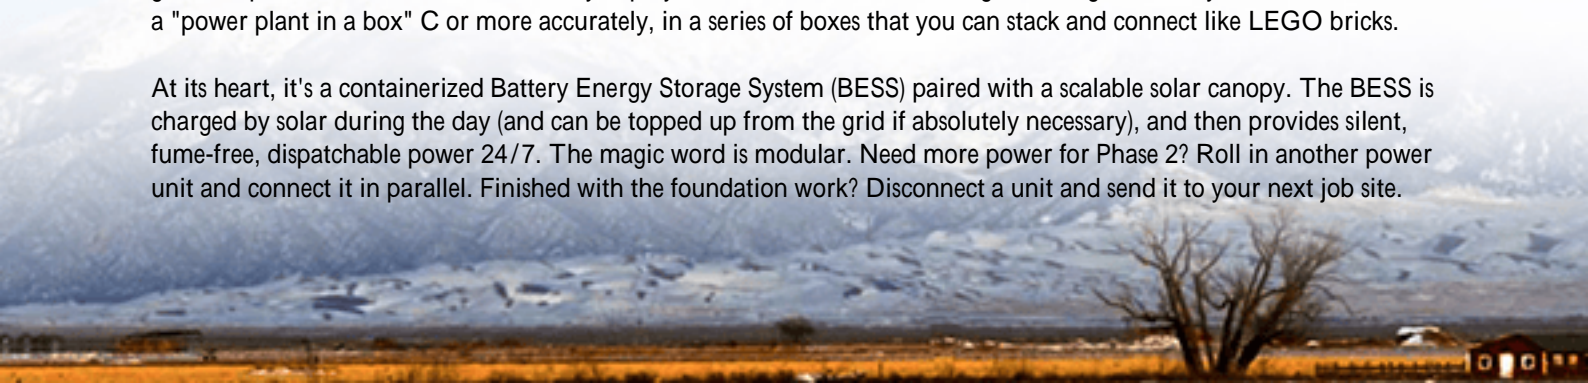 a "power plant in a box" C or more accurately, in a series of boxes that you can stack and connect like LEGO bricks.
At its heart, it's a containerized Battery Energy Storage System (BESS) paired with a scalable solar canopy. The BESS is
charged by solar during the day (and can be topped up from the grid if absolutely necessary), and then provides silent,
fume-free, dispatchable power 24/7. The magic word is modular. Need more power for Phase 2? Roll in another power
unit and connect it in parallel. Finished with the foundation work? Disconnect a unit and send it to your next job site.